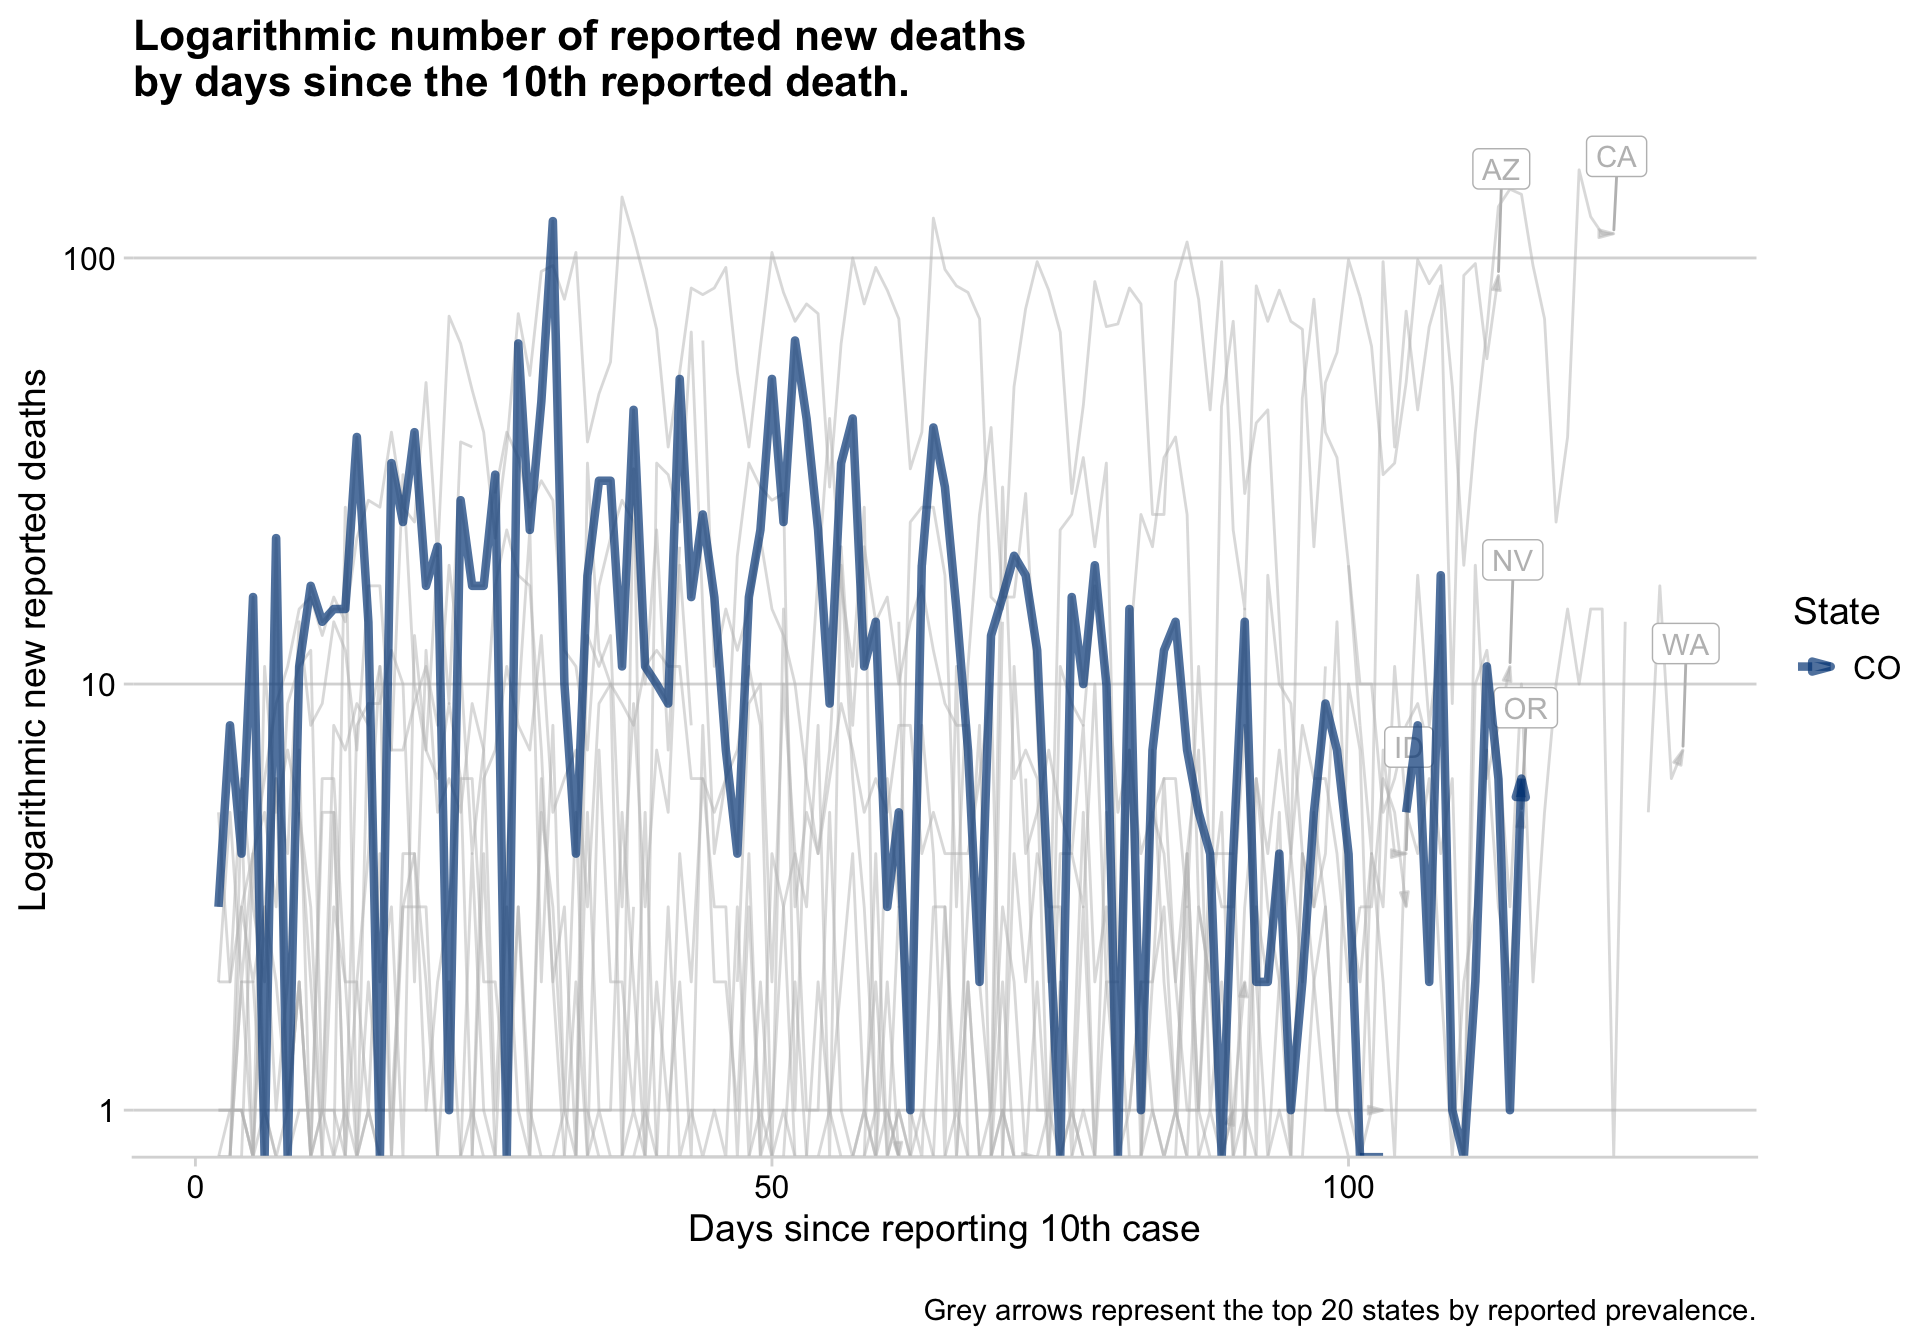 Logarithmic number of reported new deaths
by days since the 10th reported death.
Logarithmic new reported deaths
100
10
1
AZ
CA
NV
WA
OR
ID
State
CO
0
50
100
Days since reporting 10th case
Grey arrows represent the top 20 states by reported prevalence.